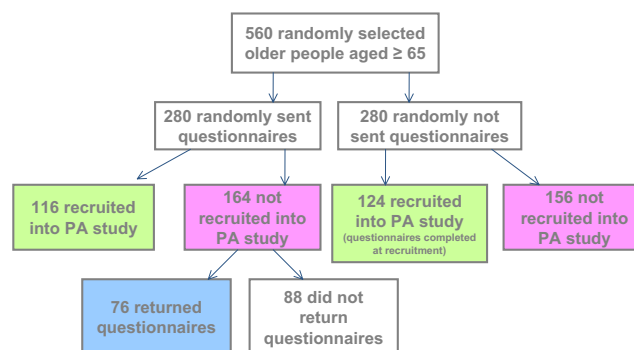 560 randomly selected
older people aged ≥ 65
280 randomly sent
questionnaires
280 randomly not
sent questionnaires
116 recruited
into PA study
164 not
recruited into
PA study
124 recruited
into PA study
(questionnaires completed
at recruitment)
156 not
recruited into
PA study
76 returned
questionnaires
88 did not
return
questionnaires